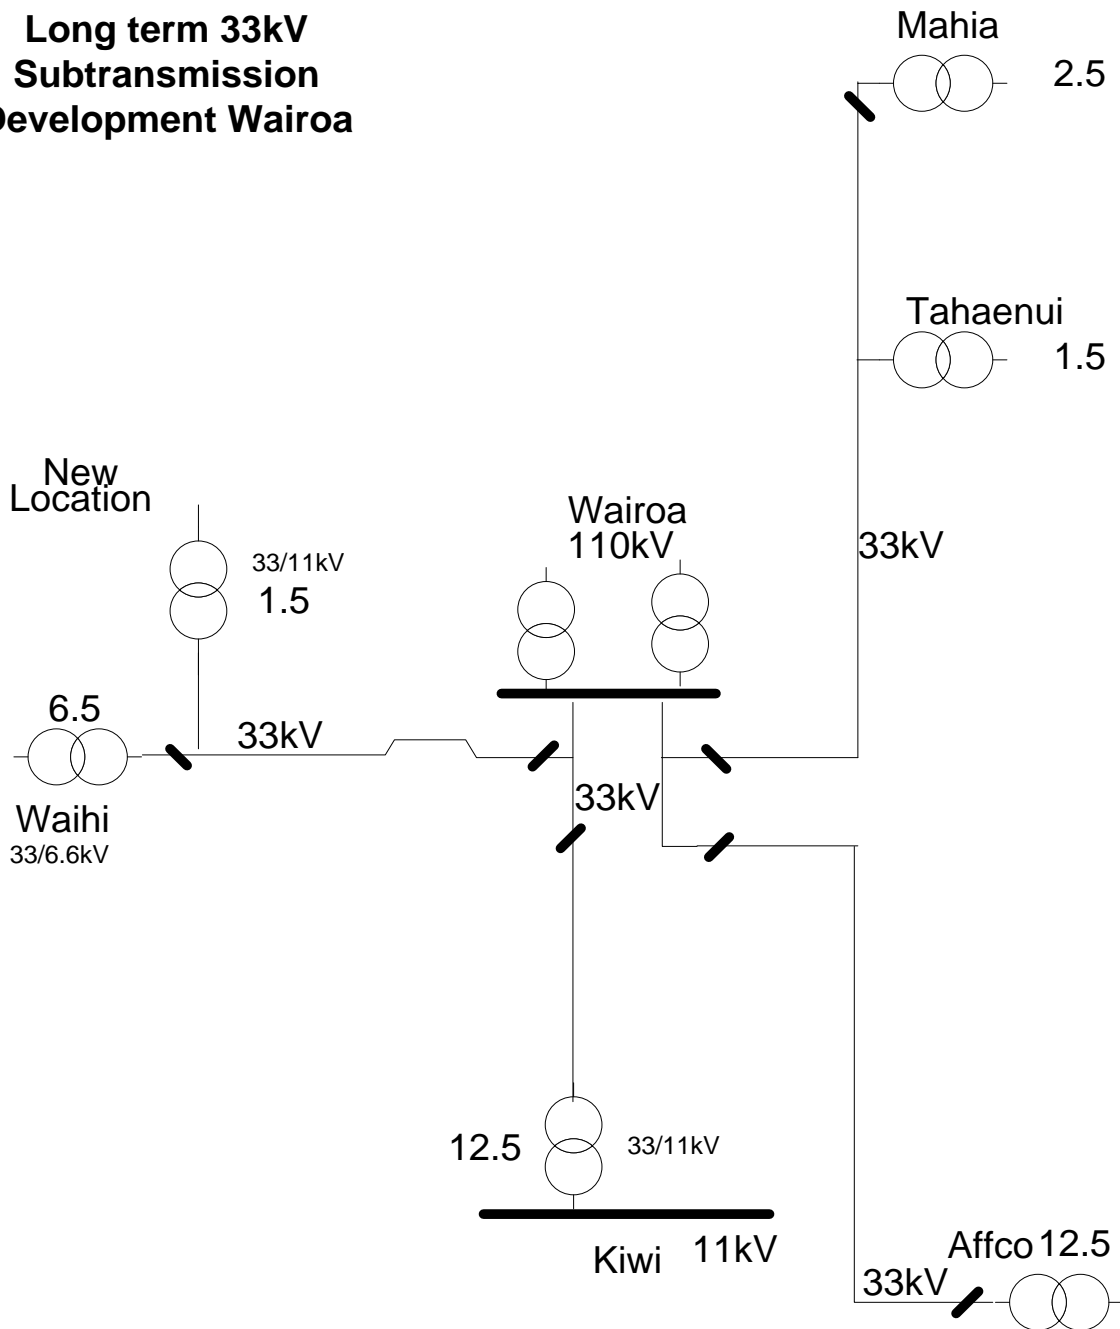 Long term 33kV
Subtransmission
Development Wairoa
Mahia
2.5
Tahaenui
1.5
New
Location
33/11kV
1.5
Wairoa
110kV
33kV
6.5
33kV
Waihi
33/6.6kV
33kV
12.5
33/11kV
Kiwi
11kV
Affco 12.5
33kV